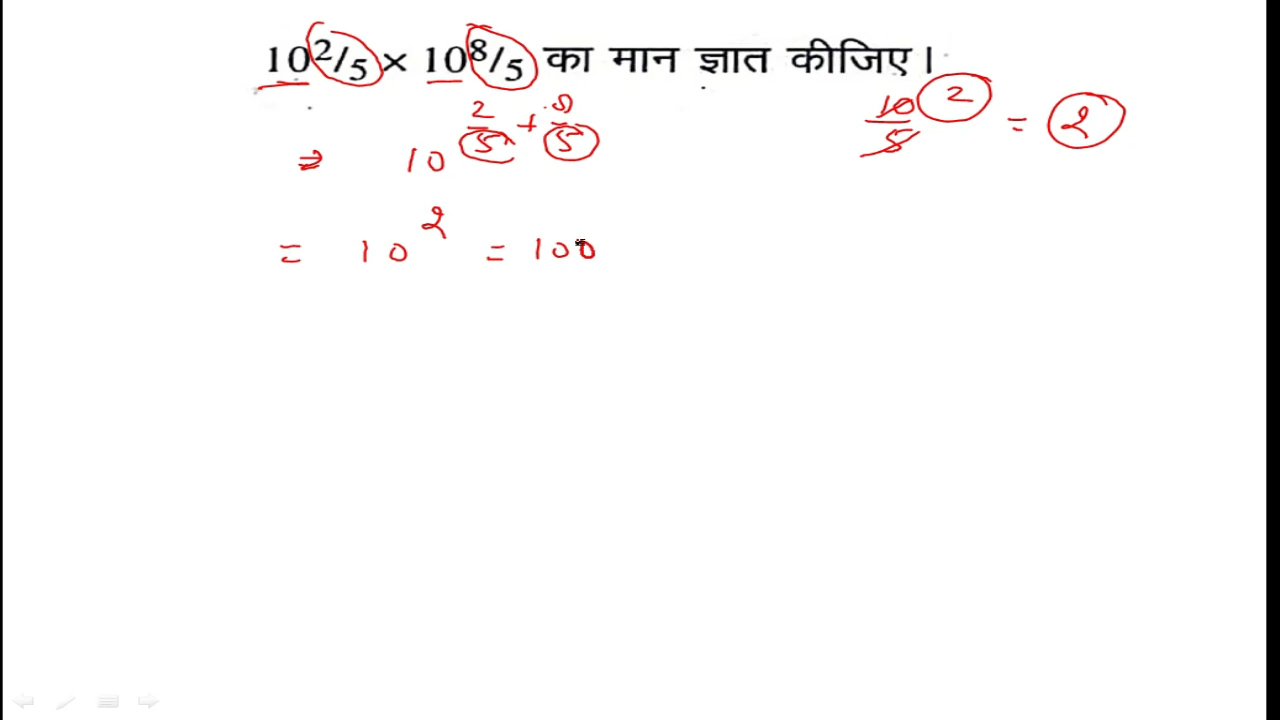 10^2/5 × 10^8/5 का मान ज्ञात कीजिए।
⇒ 10^(2/5 + 8/5)
10/5 2 = 2
= 10^2 = 100